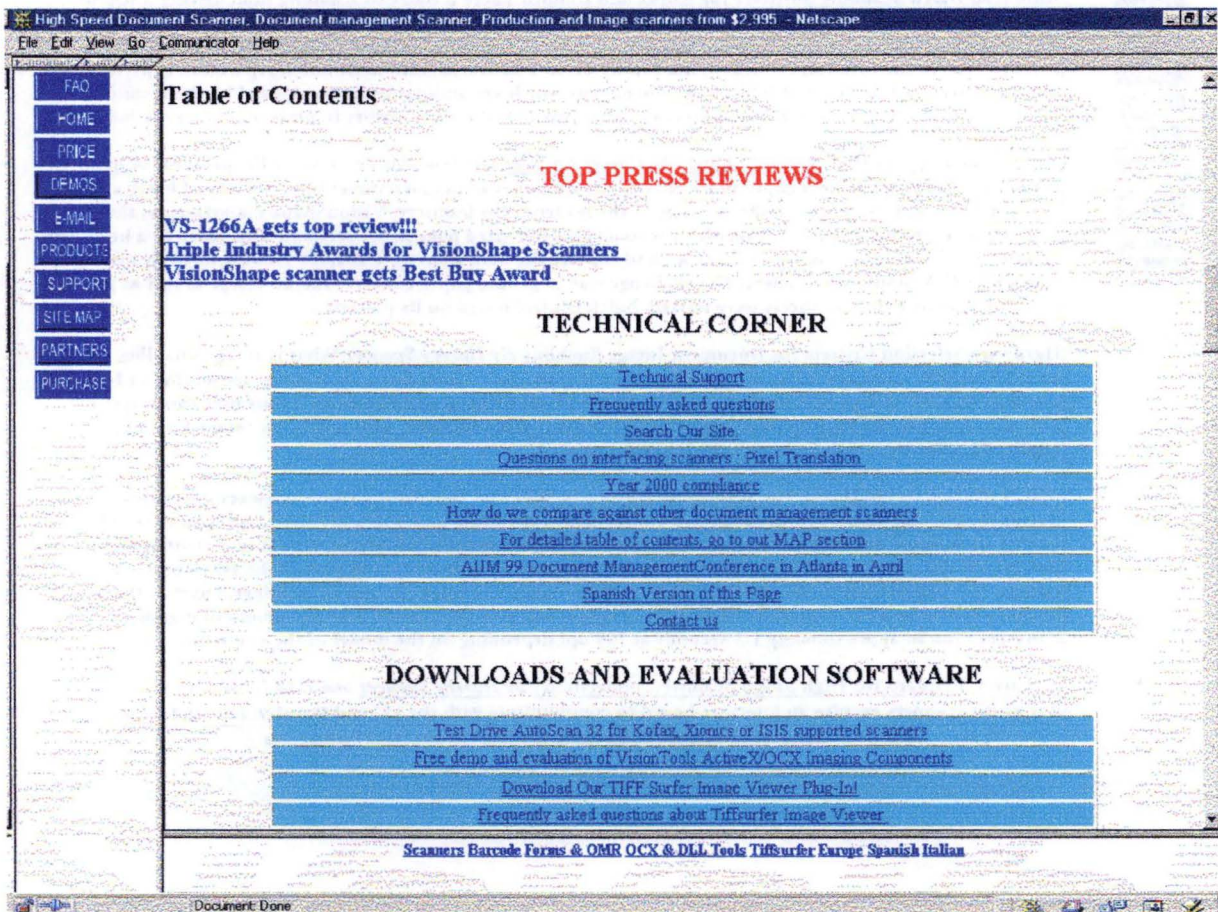 High Speed Document Scanner, Document management Scanner, Production and Image scanners from $2,995 - Netscape
File Edit View Go Communicator Help
FAQ
HOME
PRICE
DEMOS
E-MAIL
PRODUCTS
SUPPORT
SITE MAP
PARTNERS
PURCHASE
Table of Contents
TOP PRESS REVIEWS
VS-1266A gets top review!!!
Triple Industry Awards for VisionShape Scanners
VisionShape scanner gets Best Buy Award
TECHNICAL CORNER
Technical Support
Frequently asked questions
Search Our Site
Questions on interfacing scanners : Pixel Translation
Year 2000 compliance
How do we compare against other document management scanners
For detailed table of contents, go to out MAP section
AIIM 99 Document ManagementConference in Atlanta in April
Spanish Version of this Page
Contact us
DOWNLOADS AND EVALUATION SOFTWARE
Test Drive AutoScan 32 for Kofax, Xionics or ISIS supported scanners
Free demo and evaluation of VisionTools ActiveX/OCX Imaging Components
Download Our TIFF Surfer Image Viewer Plug-In!
Frequently asked questions about Tiffsurfer Image Viewer
Scanners Barcode Forms & OMR OCX & DLL Tools Tiffsurfer Europe Spanish Italian
Document: Done